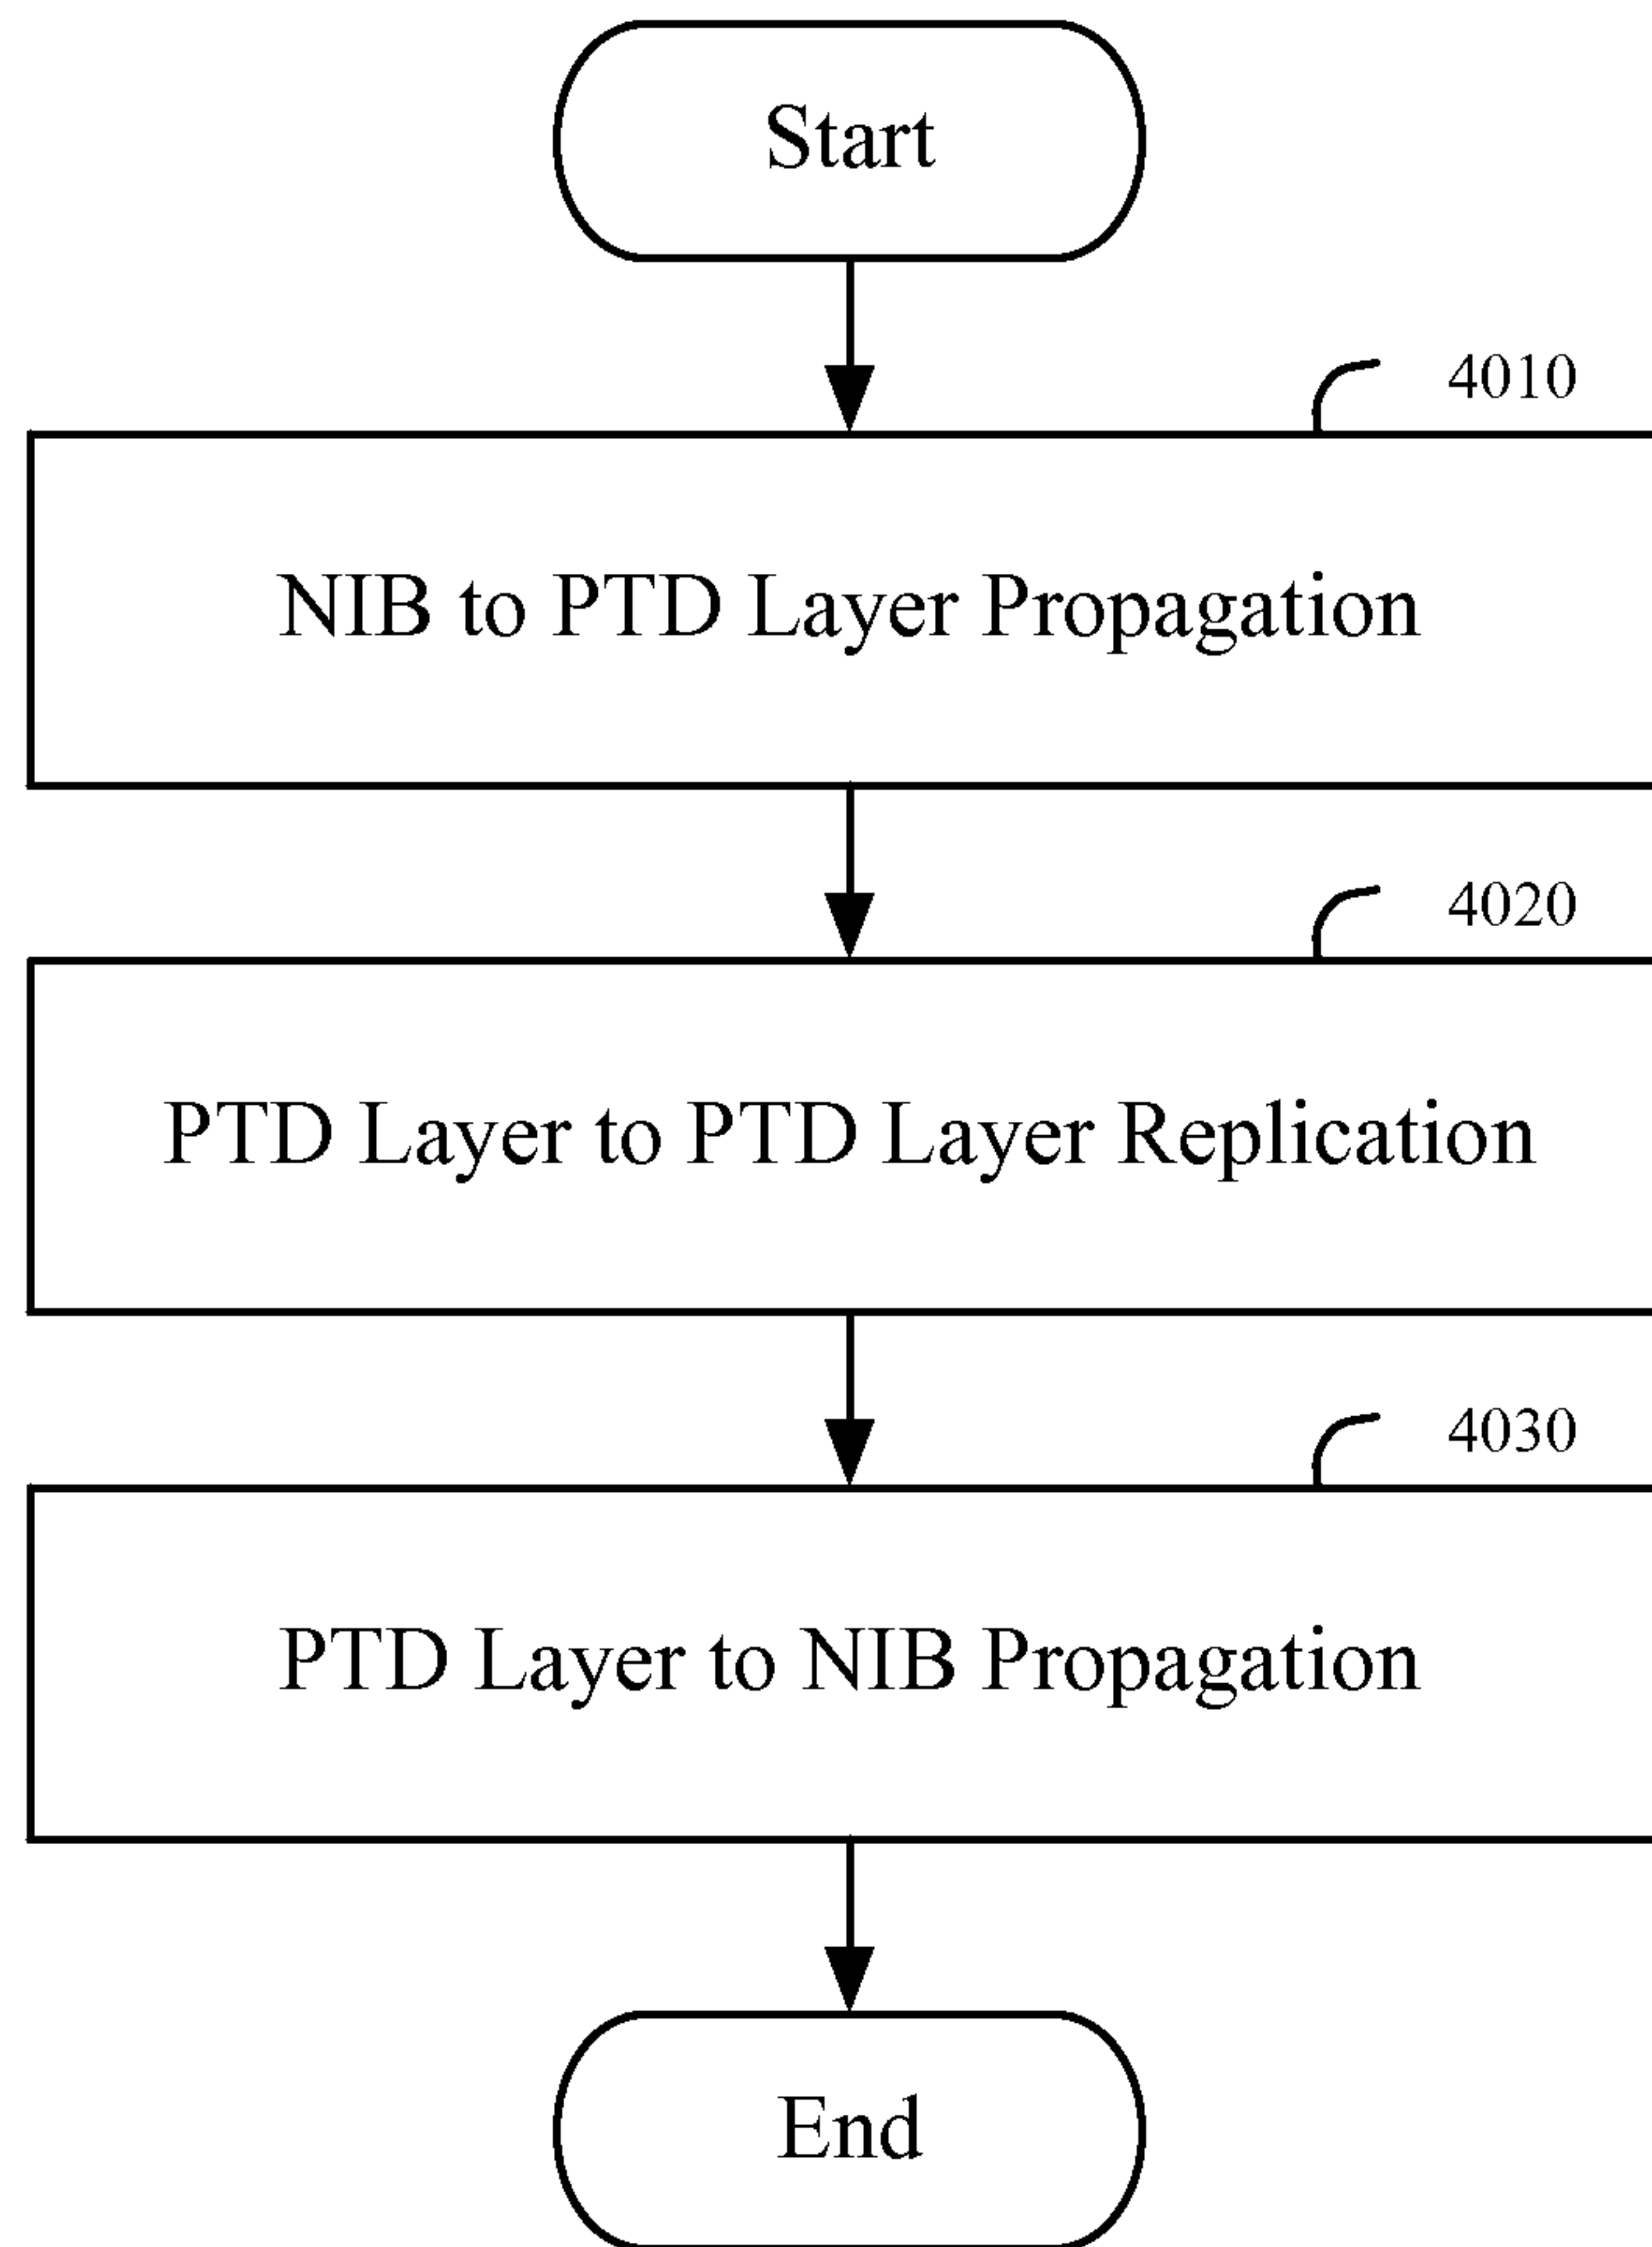 Start
4010
NIB to PTD Layer Propagation
4020
PTD Layer to PTD Layer Replication
4030
PTD Layer to NIB Propagation
End